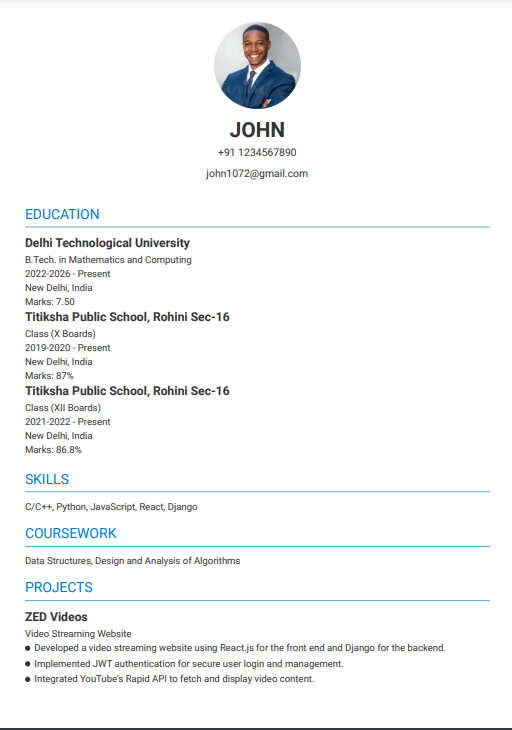 JOHN
+91 1234567890
john1072@gmail.com
EDUCATION
Delhi Technological University
B.Tech. in Mathematics and Computing
2022-2026 - Present
New Delhi, India
Marks: 7.50
Titiksha Public School, Rohini Sec-16
Class (X Boards)
2019-2020 - Present
New Delhi, India
Marks: 87%
Titiksha Public School, Rohini Sec-16
Class (XII Boards)
2021-2022 - Present
New Delhi, India
Marks: 86.8%
SKILLS
C/C++, Python, JavaScript, React, Django
COURSEWORK
Data Structures, Design and Analysis of Algorithms
PROJECTS
ZED Videos
Video Streaming Website
● Developed a video streaming website using React.js for the front end and Django for the backend.
● Implemented JWT authentication for secure user login and management.
● Integrated YouTube's Rapid API to fetch and display video content.